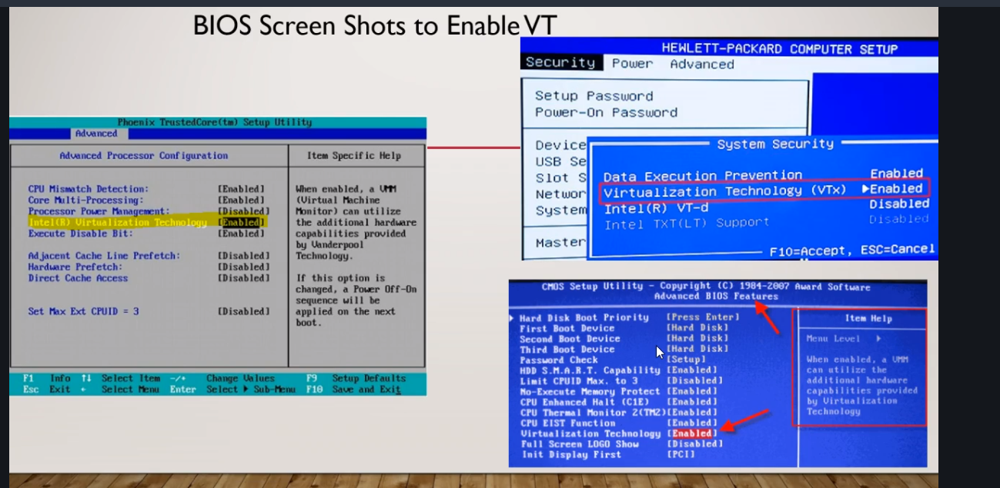 BIOS Screen Shots to Enable VT
Phoenix TrustedCore(tm) Setup Utility
Advanced
Advanced Processor Configuration
Item Specific Help
CPU Mismatch Detection: [Enabled]
Core Multi-Processing: [Enabled]
Processor Power Management: [Disabled]
Intel(R) Virtualization Technology [Enabled]
Execute Disable Bit: [Enabled]
Adjacent Cache Line Prefetch: [Disabled]
Hardware Prefetch: [Disabled]
Direct Cache Access [Disabled]
Set Max Ext CPUID = 3 [Disabled]
When enabled, a VMM
(Virtual Machine
Monitor) can utilize
the additional hardware
capabilities provided
by Vanderpool
Technology.
If this option is
changed, a Power Off-On
sequence will be
applied on the next
boot.
F1 Info ↑↓ Select Item -/+ Change Values F9 Setup Defaults
Esc Exit ← Select Menu Enter Select ▶ Sub-Menu F10 Save and Exit
HEWLETT-PACKARD COMPUTER SETUP
Security Power Advanced
Setup Password
Power-On Password
Device
USB Se
Slot S
Networ
System
Master
System Security
Data Execution Prevention Enabled
Virtualization Technology (VTx) ▶Enabled
Intel(R) VT-d Disabled
Intel TXT(LT) Support Disabled
F10=Accept, ESC=Cancel
CMOS Setup Utility - Copyright (C) 1984-2007 Award Software
Advanced BIOS Features
▶ Hard Disk Boot Priority [Press Enter]
First Boot Device [Hard Disk]
Second Boot Device [Hard Disk]
Third Boot Device [Hard Disk]
Password Check [Setup]
HDD S.M.A.R.T. Capability [Enabled]
Limit CPUID Max. to 3 [Disabled]
No-Execute Memory Protect [Enabled]
CPU Enhanced Halt (C1E) [Enabled]
CPU Thermal Monitor 2(TM2)[Enabled]
CPU EIST Function [Enabled]
Virtualization Technology [Enabled]
Full Screen LOGO Show [Disabled]
Init Display First [PCI]
Item Help
Menu Level ▶
When enabled, a VMM
can utilize the
additional hardware
capabilities provided
by Virtualization
Technology